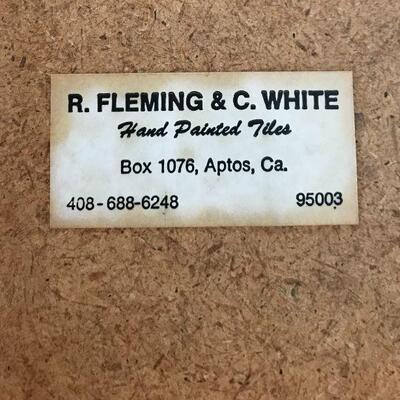 R. FLEMING & C. WHITE
Hand Painted Tiles
Box 1076, Aptos, Ca.
408-688-6248 95003